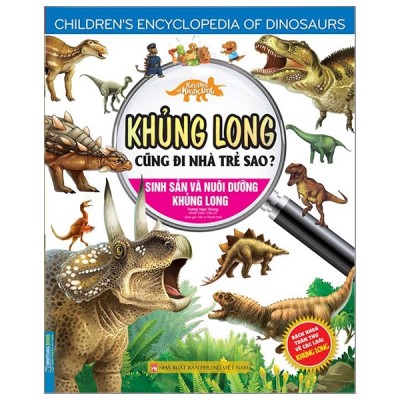 CHILDREN'S ENCYCLOPEDIA OF DINOSAURS
KHỦNG LONG
CŨNG ĐI NHÀ TRẺ SAO?
SINH SẢN VÀ NUÔI DƯỠNG
KHỦNG LONG
BÁCH KHOA
TOÀN THƯ
VỀ CÁC LOÀI
KHỦNG LONG
NHÀ XUẤT BẢN PHỤ NỮ VIỆT NAM